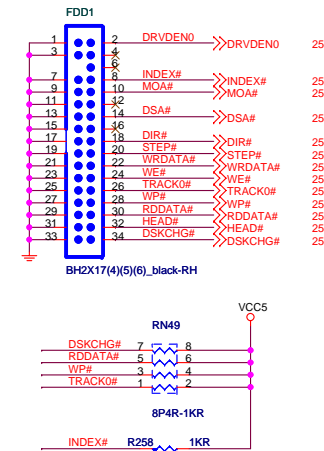 FDD1
1 2 DRVDEN0 DRVDEN0 25
3 4
6
7 8 INDEX# INDEX# 25
9 10 MOA# MOA# 25
11 12
13 14 DSA# DSA# 25
15 16
17 18 DIR# DIR# 25
19 20 STEP# STEP# 25
21 22 WRDATA# WRDATA# 25
23 24 WE# WE# 25
25 26 TRACK0# TRACK0# 25
27 28 WP# WP# 25
29 30 RDDATA# RDDATA# 25
31 32 HEAD# HEAD# 25
33 34 DSKCHG# DSKCHG# 25
BH2X17(4)(5)(6)_black-RH
VCC5
RN49
DSKCHG# 7 8
RDDATA# 5 6
WP# 3 4
TRACK0# 1 2
8P4R-1KR
INDEX# R258 1KR